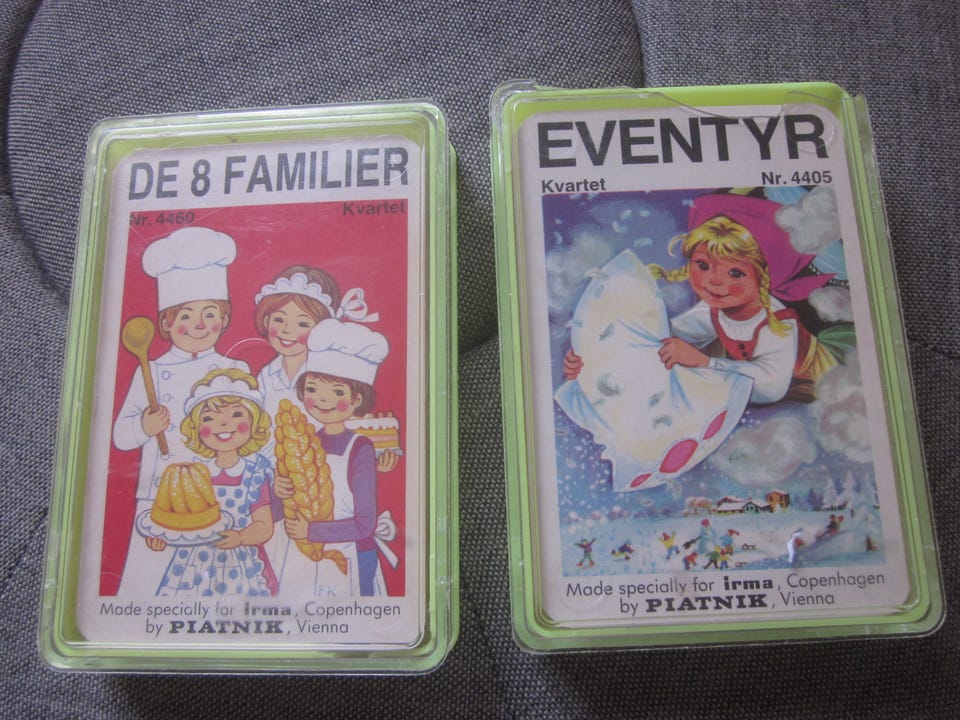 DE 8 FAMILIER
Nr. 4460 Kvartet
FK
Made specially for irma, Copenhagen
by PIATNIK, Vienna
EVENTYR
Kvartet Nr. 4405
Made specially for irma, Copenhagen
by PIATNIK, Vienna